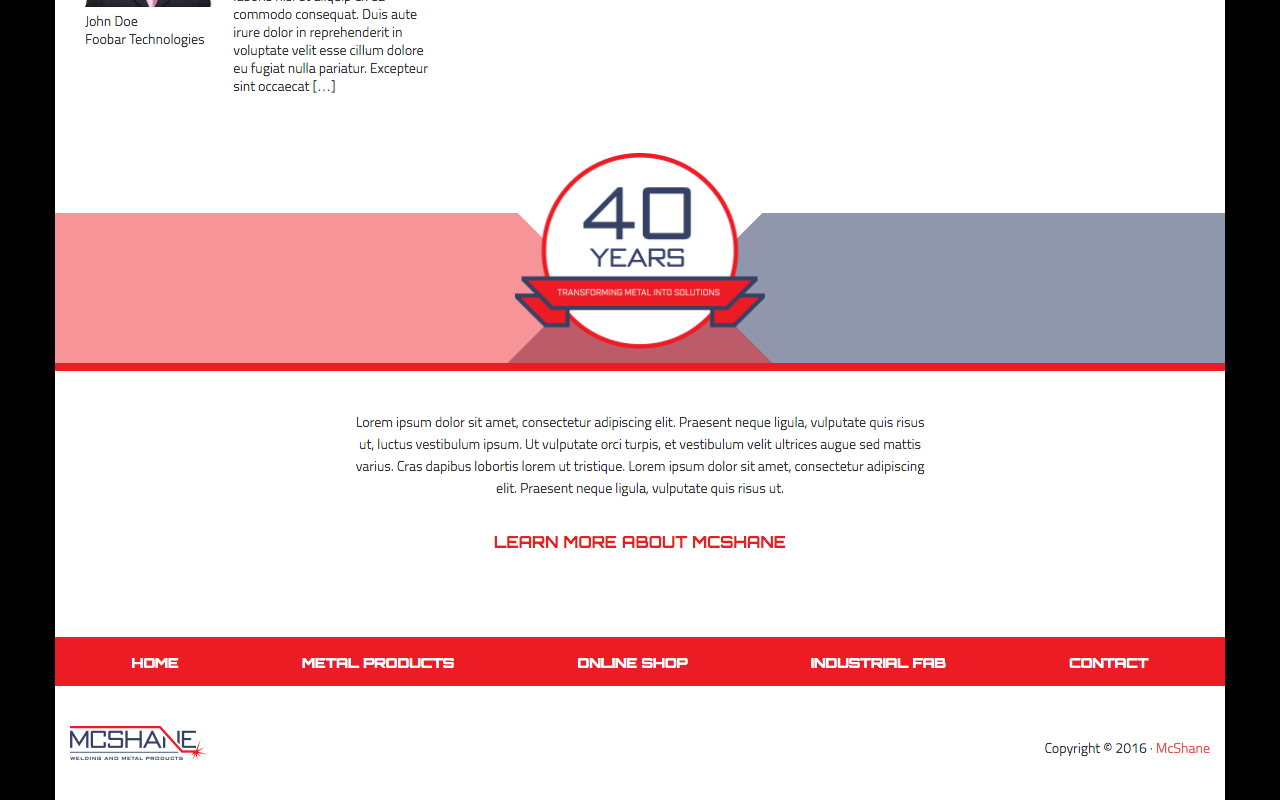 John Doe
Foobar Technologies
commodo consequat. Duis aute
irure dolor in reprehenderit in
voluptate velit esse cillum dolore
eu fugiat nulla pariatur. Excepteur
sint occaecat […]
40
YEARS
TRANSFORMING METAL INTO SOLUTIONS
Lorem ipsum dolor sit amet, consectetur adipiscing elit. Praesent neque ligula, vulputate quis risus
ut, luctus vestibulum ipsum. Ut vulputate orci turpis, et vestibulum velit ultrices augue sed mattis
varius. Cras dapibus lobortis lorem ut tristique. Lorem ipsum dolor sit amet, consectetur adipiscing
elit. Praesent neque ligula, vulputate quis risus ut.
LEARN MORE ABOUT MCSHANE
HOME METAL PRODUCTS ONLINE SHOP INDUSTRIAL FAB CONTACT
MCSHANE
WELDING AND METAL PRODUCTS
Copyright © 2016 · McShane